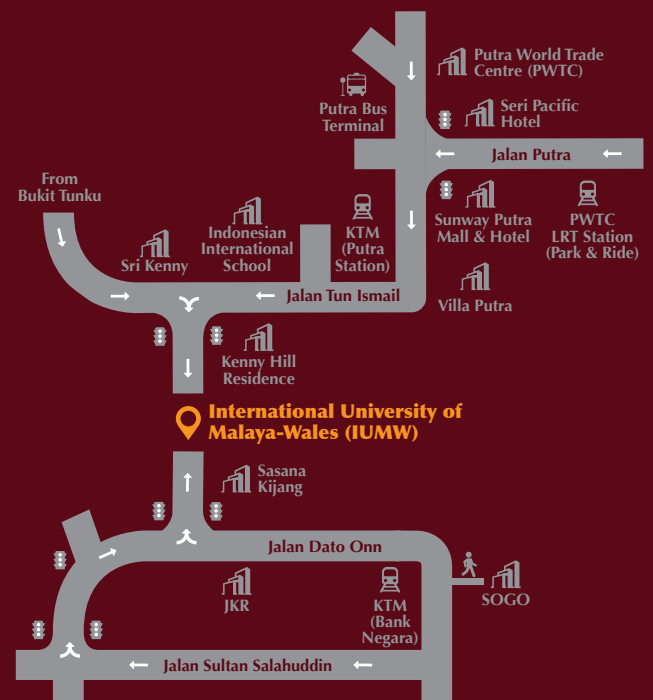 Putra World Trade
Centre (PWTC)
Putra Bus
Terminal
Seri Pacific
Hotel
Jalan Putra
From
Bukit Tunku
Sri Kenny
Indonesian
International
School
KTM
(Putra
Station)
Sunway Putra
Mall & Hotel
PWTC
LRT Station
(Park & Ride)
Jalan Tun Ismail
Villa Putra
Kenny Hill
Residence
International University of
Malaya-Wales (IUMW)
Sasana
Kijang
Jalan Dato Onn
JKR
KTM
(Bank
Negara)
SOGO
Jalan Sultan Salahuddin